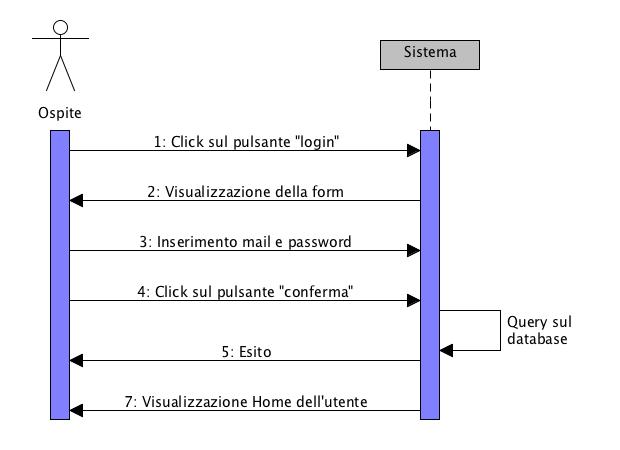 Sistema
Ospite
1: Click sul pulsante "login"
2: Visualizzazione della form
3: Inserimento mail e password
4: Click sul pulsante "conferma"
Query sul
database
5: Esito
7: Visualizzazione Home dell'utente